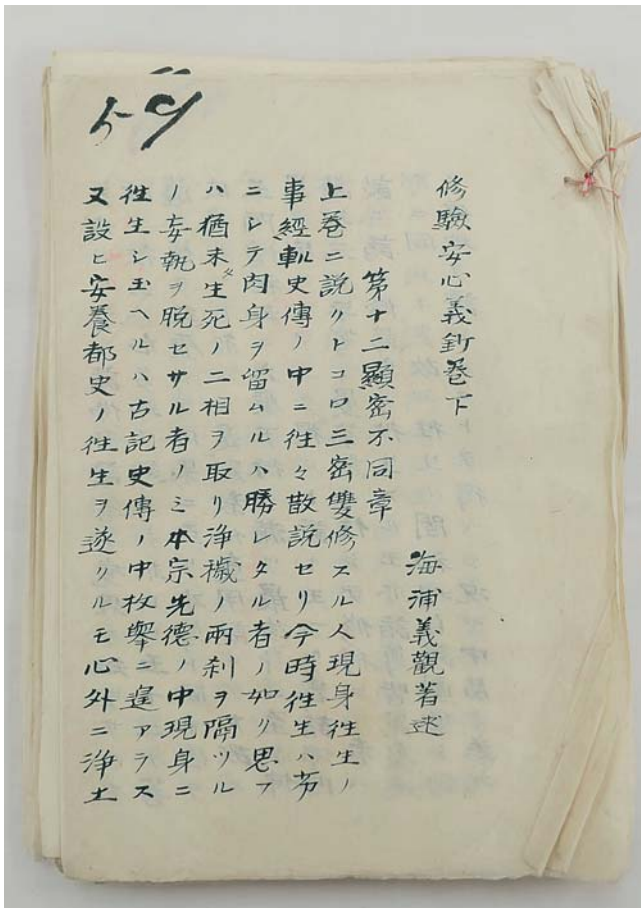 修驗安心義鈔卷下
海浦義觀著述
第十二顯密不同章
上卷ニ説クトコロ三密雙修スル人現身往生ノ
事經軌史傳ノ中ニ往々散説セリ今時往生ハ
ニシテ肉身ヲ留ムルハ勝レタル者ノ如ク思フ
ハ猶未タ生死ノ二相ヲ取リ淨穢ノ兩刹ヲ隔ツル
ノ妄執ヲ脱セサル者ノミ本宗先德ノ中現身ニ
往生シ玉ヘルハ古記史傳ノ中枚擧ニ遑アラス
又設ヒ安養都史ノ往生ヲ遂クルモ心外ニ淨土